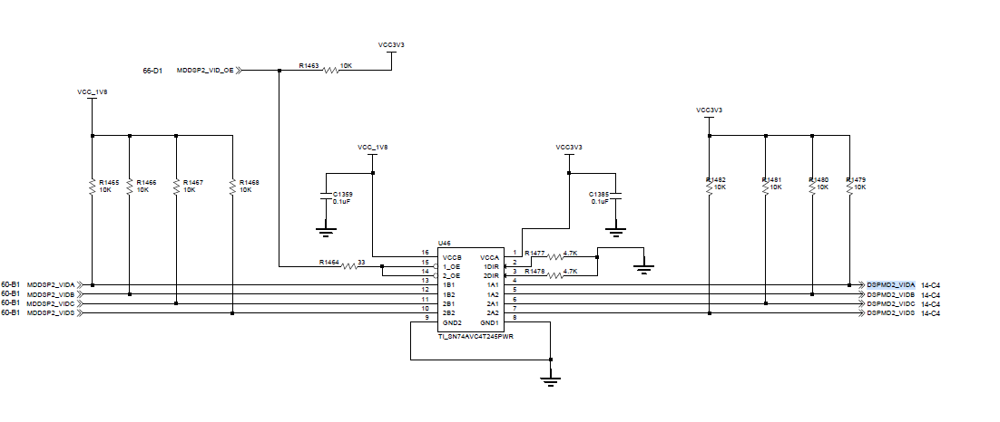 VCC3V3
66-D1 MDDSP2_VID_OE R1463 10K
VCC_1V8
VCC3V3
VCC_1V8 VCC3V3
R1465 10K
R1466 10K
R1467 10K
R1468 10K
R1482 10K
R1481 10K
R1480 10K
R1479 10K
C1359 0.1uF
C1385 0.1uF
U46
16 VCCB VCCA 1 R1477 4.7K
R1464 33 15 1_OE 1DIR 2
14 2_OE 2DIR 3 R1478 4.7K
60-B1 MDDSP2_VIDA 13 1B1 1A1 4 DSPMD2_VIDA 14-C4
60-B1 MDDSP2_VIDB 12 1B2 1A2 5 DSPMD2_VIDB 14-C4
60-B1 MDDSP2_VIDC 11 2B1 2A1 6 DSPMD2_VIDC 14-C4
60-B1 MDDSP2_VIDS 10 2B2 2A2 7 DSPMD2_VIDS 14-C4
9 GND2 GND1 8
TI_SN74AVC4T245PWR